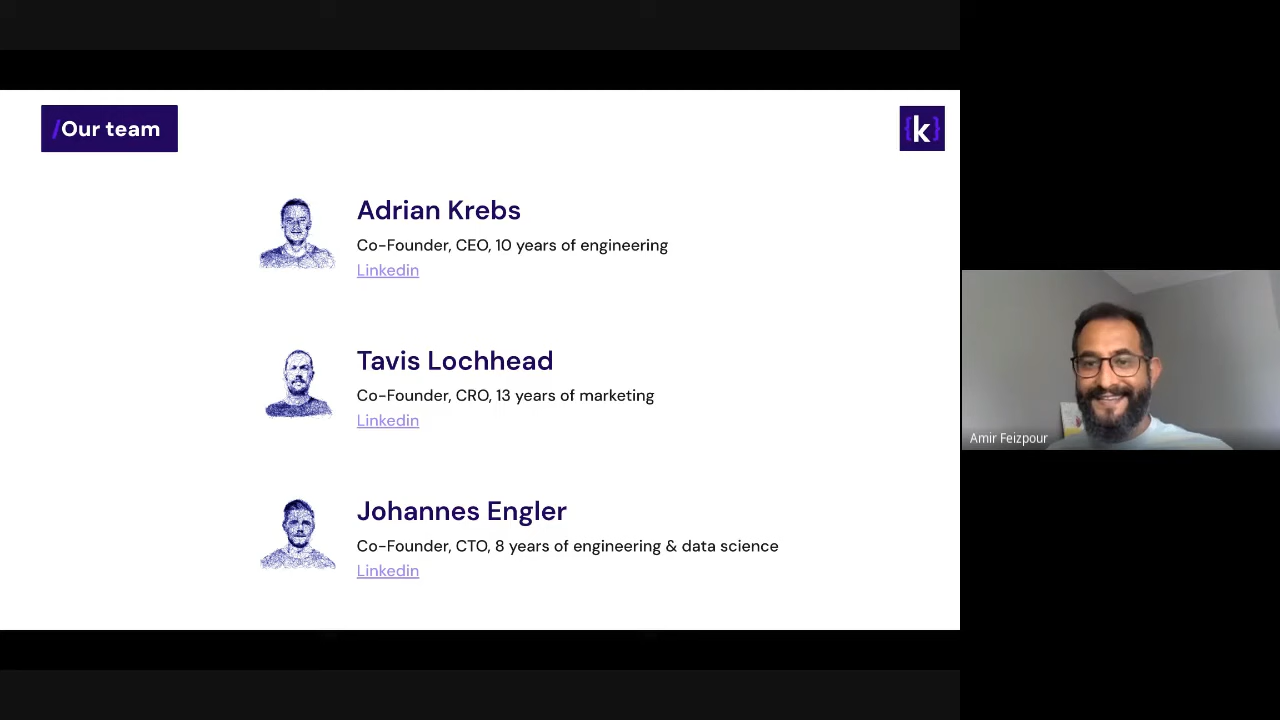 /Our team
{k}
Adrian Krebs
Co-Founder, CEO, 10 years of engineering
Linkedin
Tavis Lochhead
Co-Founder, CRO, 13 years of marketing
Linkedin
Johannes Engler
Co-Founder, CTO, 8 years of engineering & data science
Linkedin
Amir Feizpour